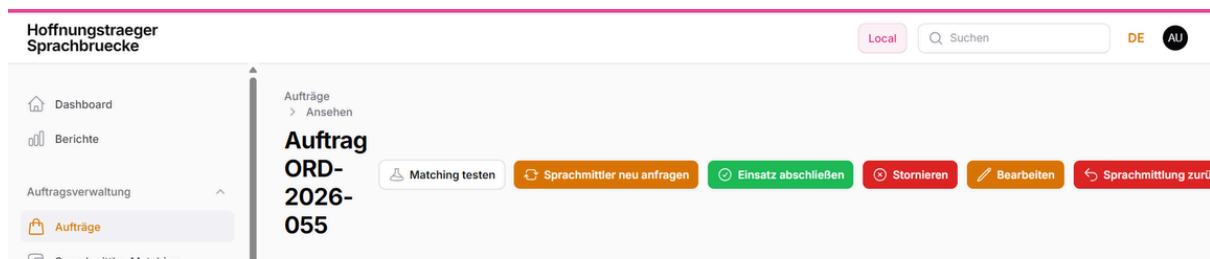 Hoffnungstraeger
Sprachbruecke
Local
Suchen
DE
AU
Dashboard
Berichte
Auftragsverwaltung
Aufträge
Aufträge
> Ansehen
Auftrag
ORD-
2026-
055
Matching testen
Sprachmittler neu anfragen
Einsatz abschließen
Stornieren
Bearbeiten
Sprachmittlung zurü